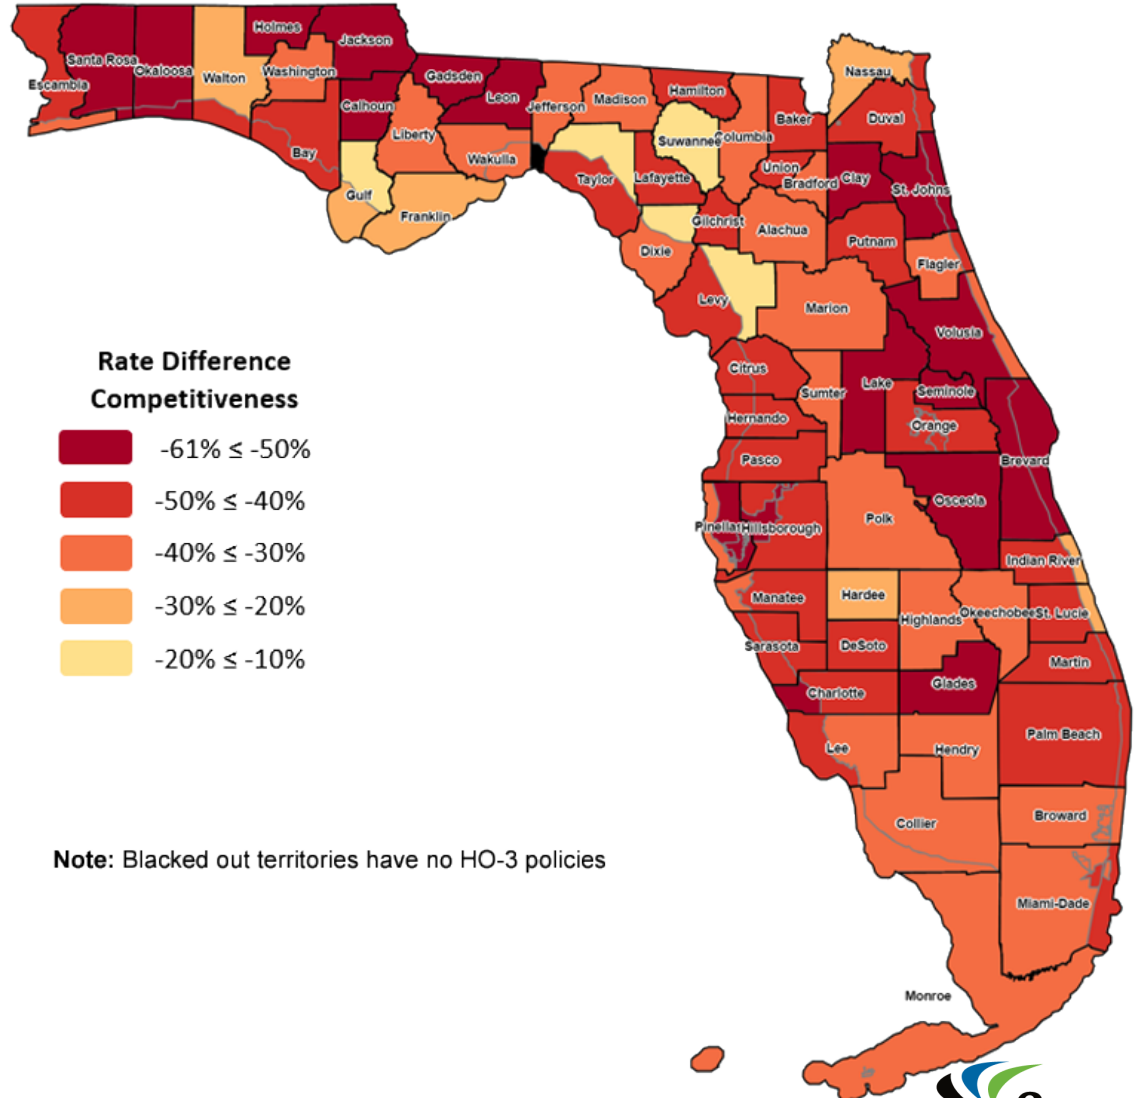 Holmes
Jackson
Santa Rosa
Okaloosa
Walton
Washington
Escambia
Gadsden
Leon
Calhoun
Jefferson
Madison
Hamilton
Nassau
Liberty
Suwannee
Columbia
Baker
Duval
Bay
Wakulla
Taylor
Lafayette
Union
Bradford
Clay
St. Johns
Gulf
Franklin
Gilchrist
Alachua
Putnam
Dixie
Flagler
Levy
Marion
Volusia
Rate Difference
Competitiveness
-61% ≤ -50%
-50% ≤ -40%
-40% ≤ -30%
-30% ≤ -20%
-20% ≤ -10%
Citrus
Sumter
Lake
Seminole
Hernando
Orange
Pasco
Brevard
Osceola
Pinellas
Hillsborough
Polk
Indian River
Manatee
Hardee
Highlands
Okeechobee
St. Lucie
Sarasota
DeSoto
Martin
Charlotte
Glades
Lee
Hendry
Palm Beach
Collier
Broward
Note: Blacked out territories have no HO-3 policies
Miami-Dade
Monroe